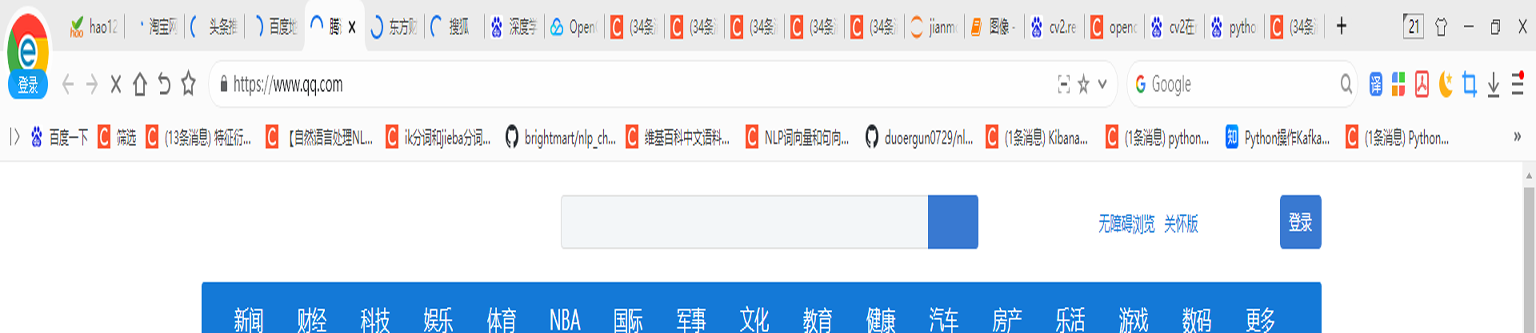 hao12 淘宝网 头条推 百度地 腾 东方财 搜狐 深度学 Open (34条 (34条 (34条 (34条 (34条 jianm 图像 - cv2.re openc cv2在 pytho (34条 21
登录 https://www.qq.com Google 译
百度一下 筛选 (13条消息) 特征衍... 【自然语言处理NL... ik分词和jieba分词... brightmart/nlp_ch... 维基百科中文语料... NLP词向量和句向... duoergun0729/nl... (1条消息) Kibana... (1条消息) python... 知 Python操作Kafka... (1条消息) Python... »
无障碍浏览 关怀版 登录
新闻 财经 科技 娱乐 体育 NBA 国际 军事 文化 教育 健康 汽车 房产 乐活 游戏 数码 更多